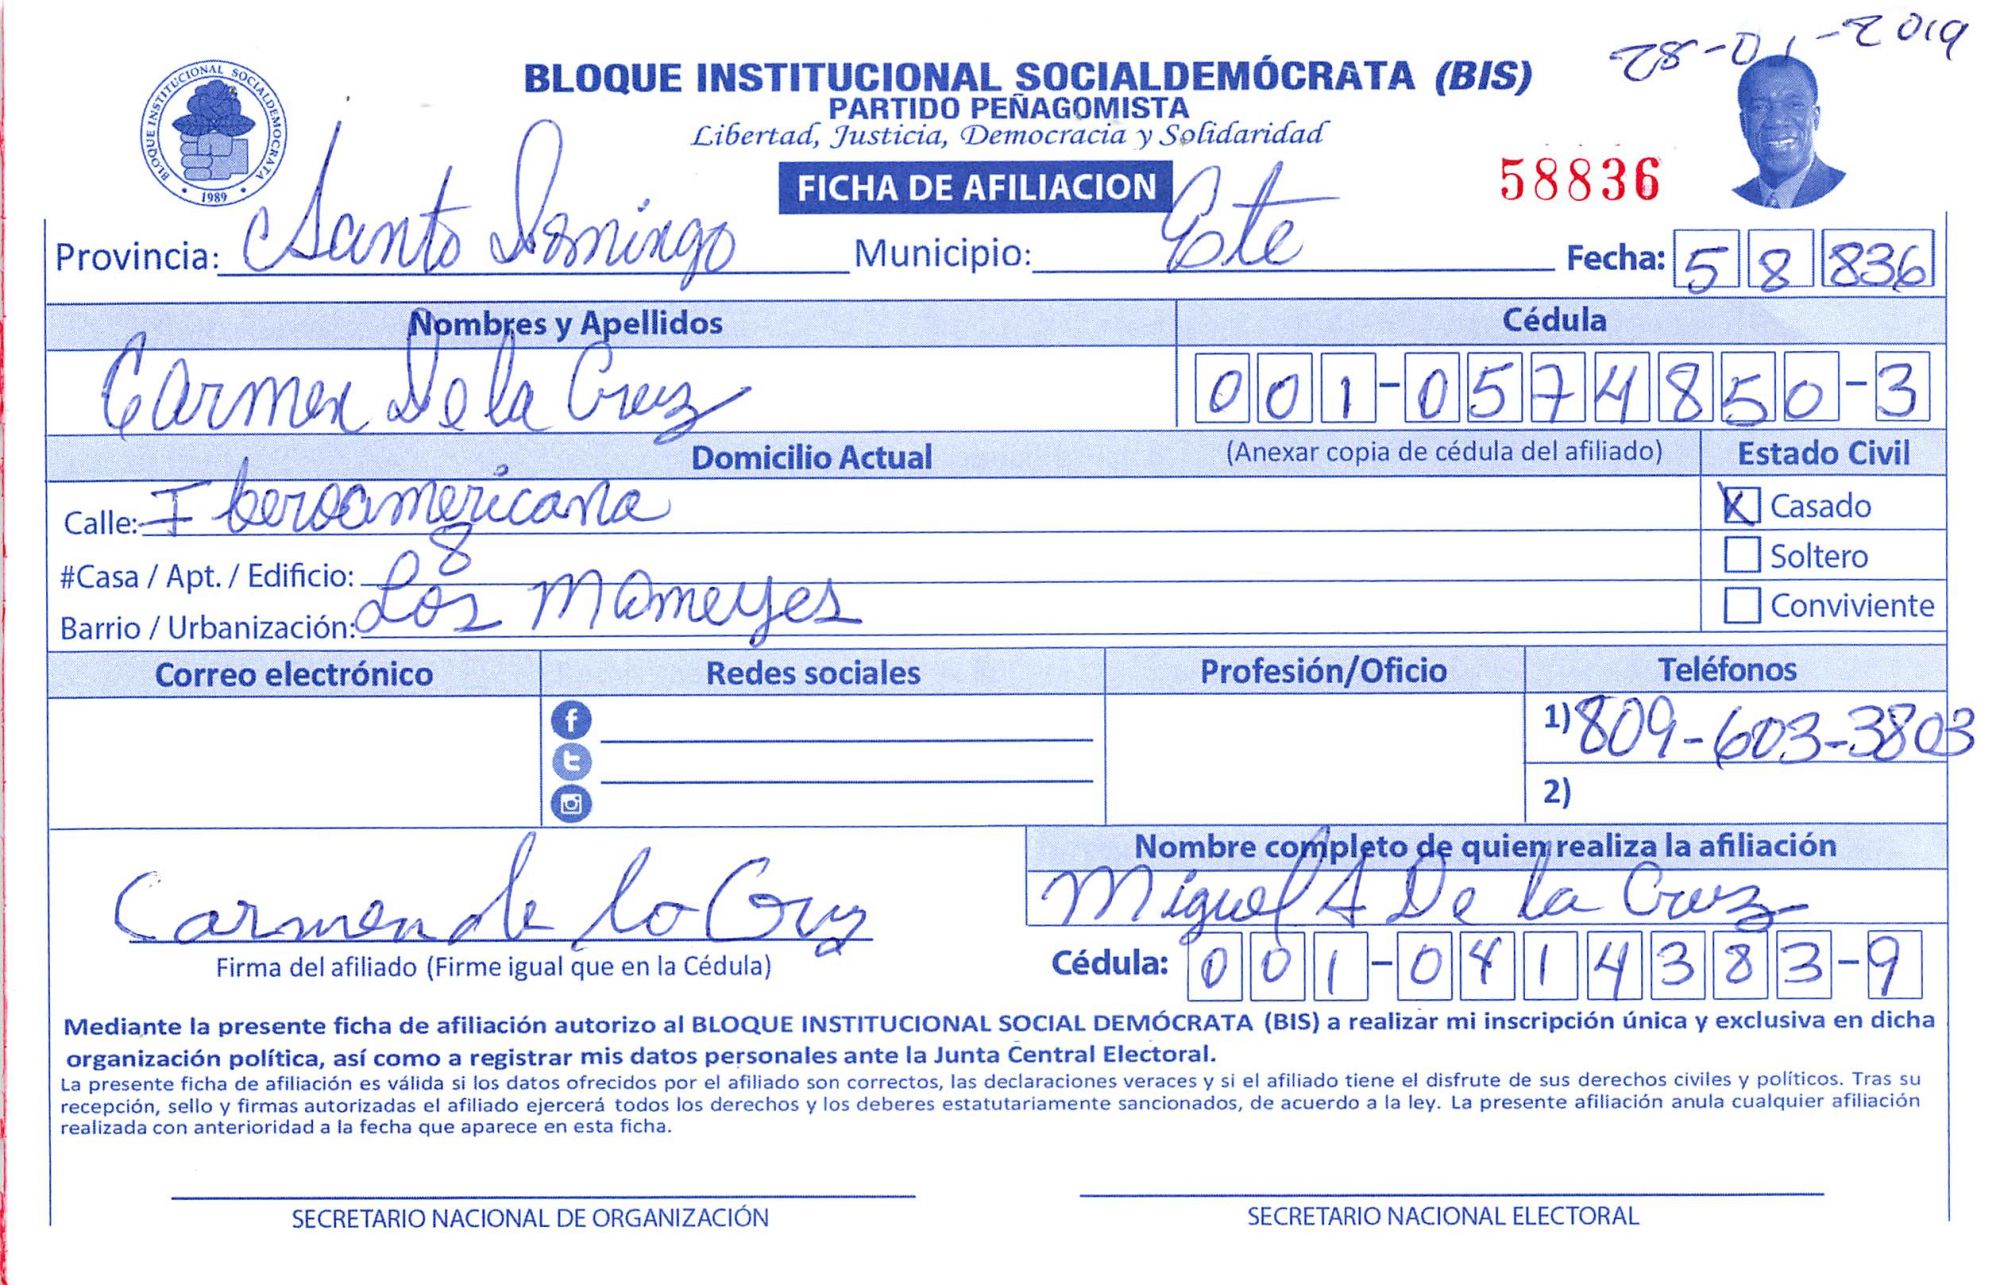 28-01-2019
BLOQUE INSTITUCIONAL SOCIALDEMÓCRATA (BIS)
PARTIDO PEÑAGOMISTA
Libertad, Justicia, Democracia y Solidaridad
BLOQUE INSTITUCIONAL SOCIALDEMOCRATA
1989
FICHA DE AFILIACION
58836
Provincia: Santo Domingo Municipio: Este Fecha: 5 8 836
Nombres y Apellidos Cédula
Carmen De la Cruz 001-0574850-3
Domicilio Actual (Anexar copia de cédula del afiliado) Estado Civil
Calle: Iberoamericana X Casado
#Casa / Apt. / Edificio: 8 Soltero
Barrio / Urbanización: Los Mameyes Conviviente
Correo electrónico Redes sociales Profesión/Oficio Teléfonos
1) 809-603-3803
2)
Nombre completo de quien realiza la afiliación
Carmen de la Cruz Miguel A De la Cruz
Firma del afiliado (Firme igual que en la Cédula) Cédula: 001-0414383-9
Mediante la presente ficha de afiliación autorizo al BLOQUE INSTITUCIONAL SOCIAL DEMÓCRATA (BIS) a realizar mi inscripción única y exclusiva en dicha
organización política, así como a registrar mis datos personales ante la Junta Central Electoral.
La presente ficha de afiliación es válida si los datos ofrecidos por el afiliado son correctos, las declaraciones veraces y si el afiliado tiene el disfrute de sus derechos civiles y políticos. Tras su
recepción, sello y firmas autorizadas el afiliado ejercerá todos los derechos y los deberes estatutariamente sancionados, de acuerdo a la ley. La presente afiliación anula cualquier afiliación
realizada con anterioridad a la fecha que aparece en esta ficha.
SECRETARIO NACIONAL DE ORGANIZACIÓN SECRETARIO NACIONAL ELECTORAL